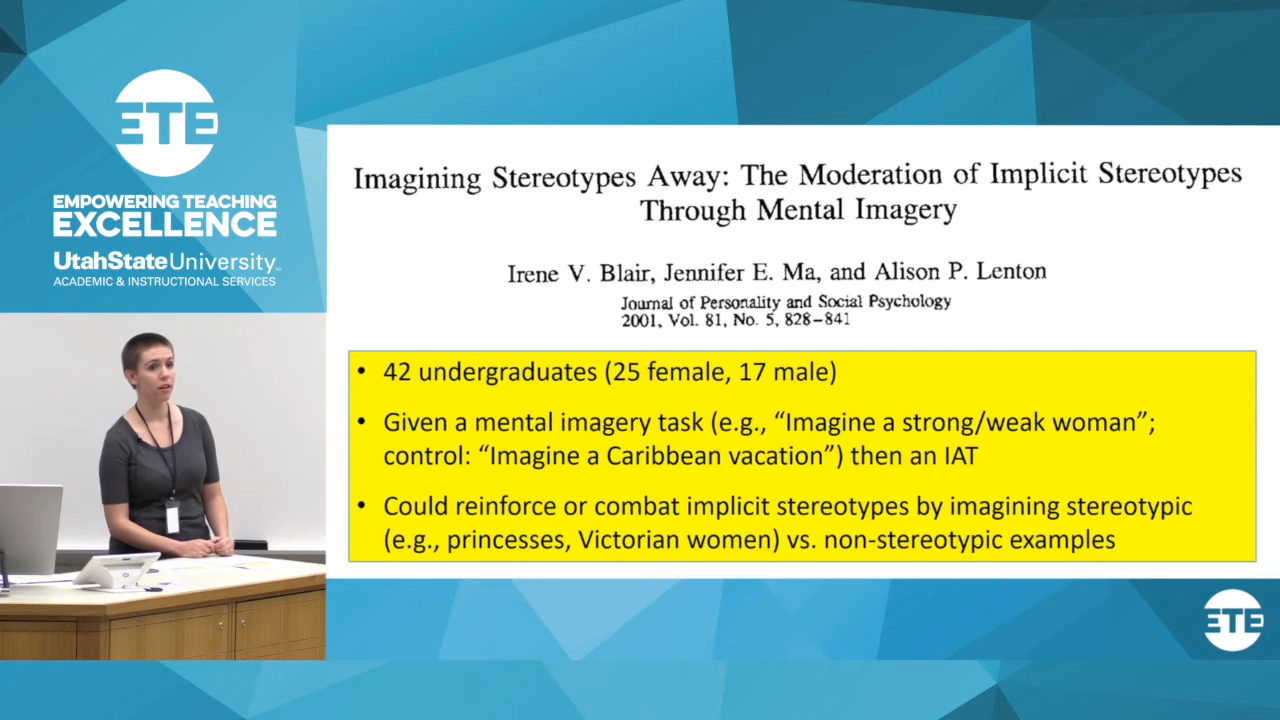 ETE
EMPOWERING TEACHING
EXCELLENCE
UtahStateUniversity
ACADEMIC & INSTRUCTIONAL SERVICES
Imagining Stereotypes Away: The Moderation of Implicit Stereotypes
Through Mental Imagery
Irene V. Blair, Jennifer E. Ma, and Alison P. Lenton
Journal of Personality and Social Psychology
2001, Vol. 81, No. 5, 828–841
• 42 undergraduates (25 female, 17 male)
• Given a mental imagery task (e.g., “Imagine a strong/weak woman”;
control: “Imagine a Caribbean vacation”) then an IAT
• Could reinforce or combat implicit stereotypes by imagining stereotypic
(e.g., princesses, Victorian women) vs. non-stereotypic examples
ETE